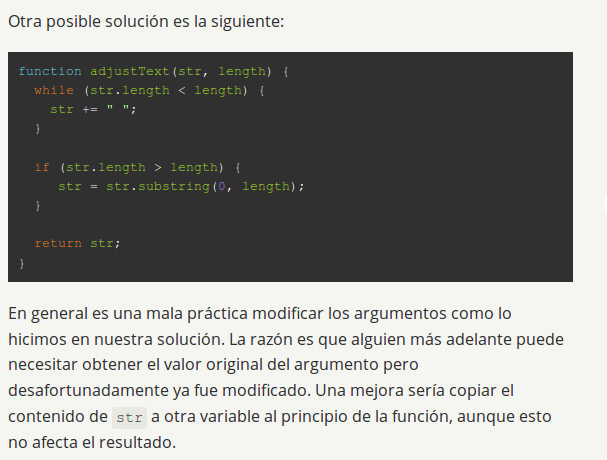 Otra posible solución es la siguiente:
function adjustText(str, length) {
  while (str.length < length) {
    str += " ";
  }

  if (str.length > length) {
     str = str.substring(0, length);
  }

  return str;
}
En general es una mala práctica modificar los argumentos como lo
hicimos en nuestra solución. La razón es que alguien más adelante puede
necesitar obtener el valor original del argumento pero
desafortunadamente ya fue modificado. Una mejora sería copiar el
contenido de str a otra variable al principio de la función, aunque esto
no afecta el resultado.